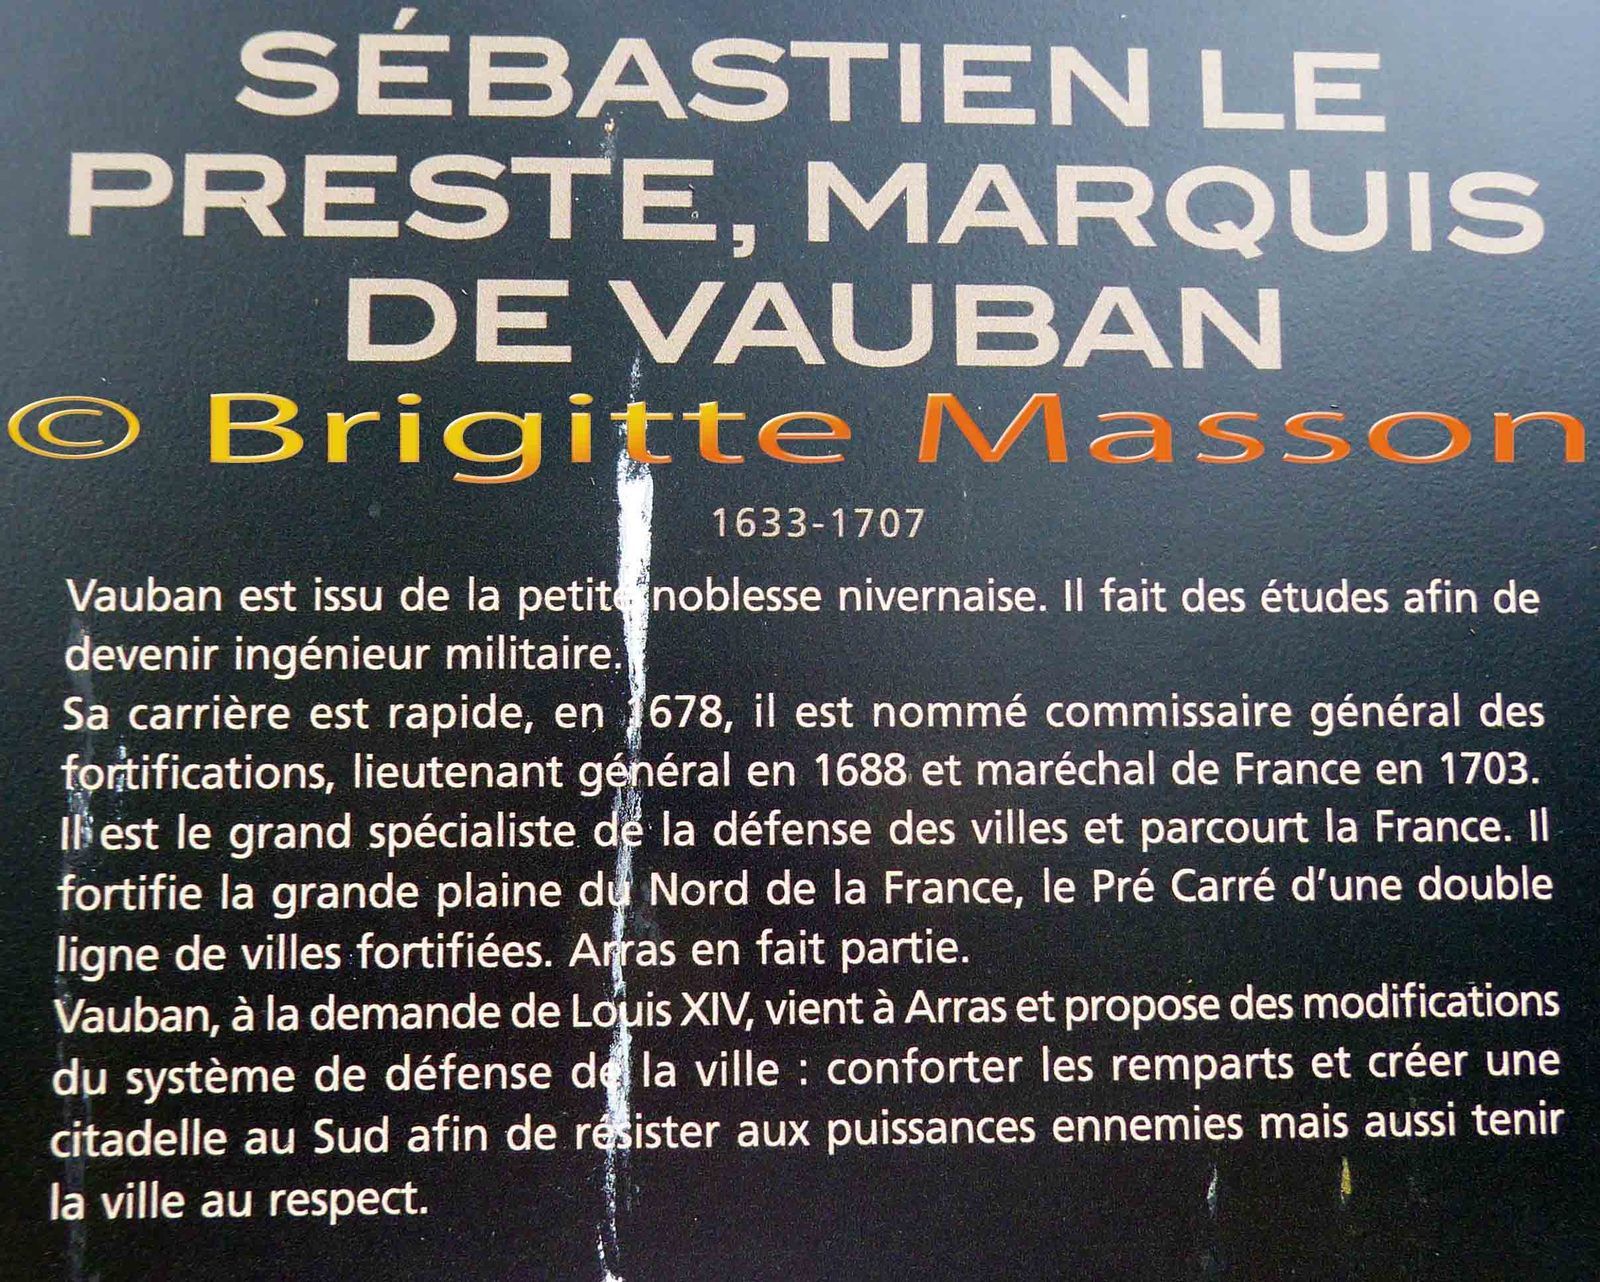 SÉBASTIEN LE
PRESTE, MARQUIS
DE VAUBAN
© Brigitte Masson
1633-1707
Vauban est issu de la petite noblesse nivernaise. Il fait des études afin de
devenir ingénieur militaire.
Sa carrière est rapide, en 1678, il est nommé commissaire général des
fortifications, lieutenant général en 1688 et maréchal de France en 1703.
Il est le grand spécialiste de la défense des villes et parcourt la France. Il
fortifie la grande plaine du Nord de la France, le Pré Carré d’une double
ligne de villes fortifiées. Arras en fait partie.
Vauban, à la demande de Louis XIV, vient à Arras et propose des modifications
du système de défense de la ville : conforter les remparts et créer une
citadelle au Sud afin de résister aux puissances ennemies mais aussi tenir
la ville au respect.